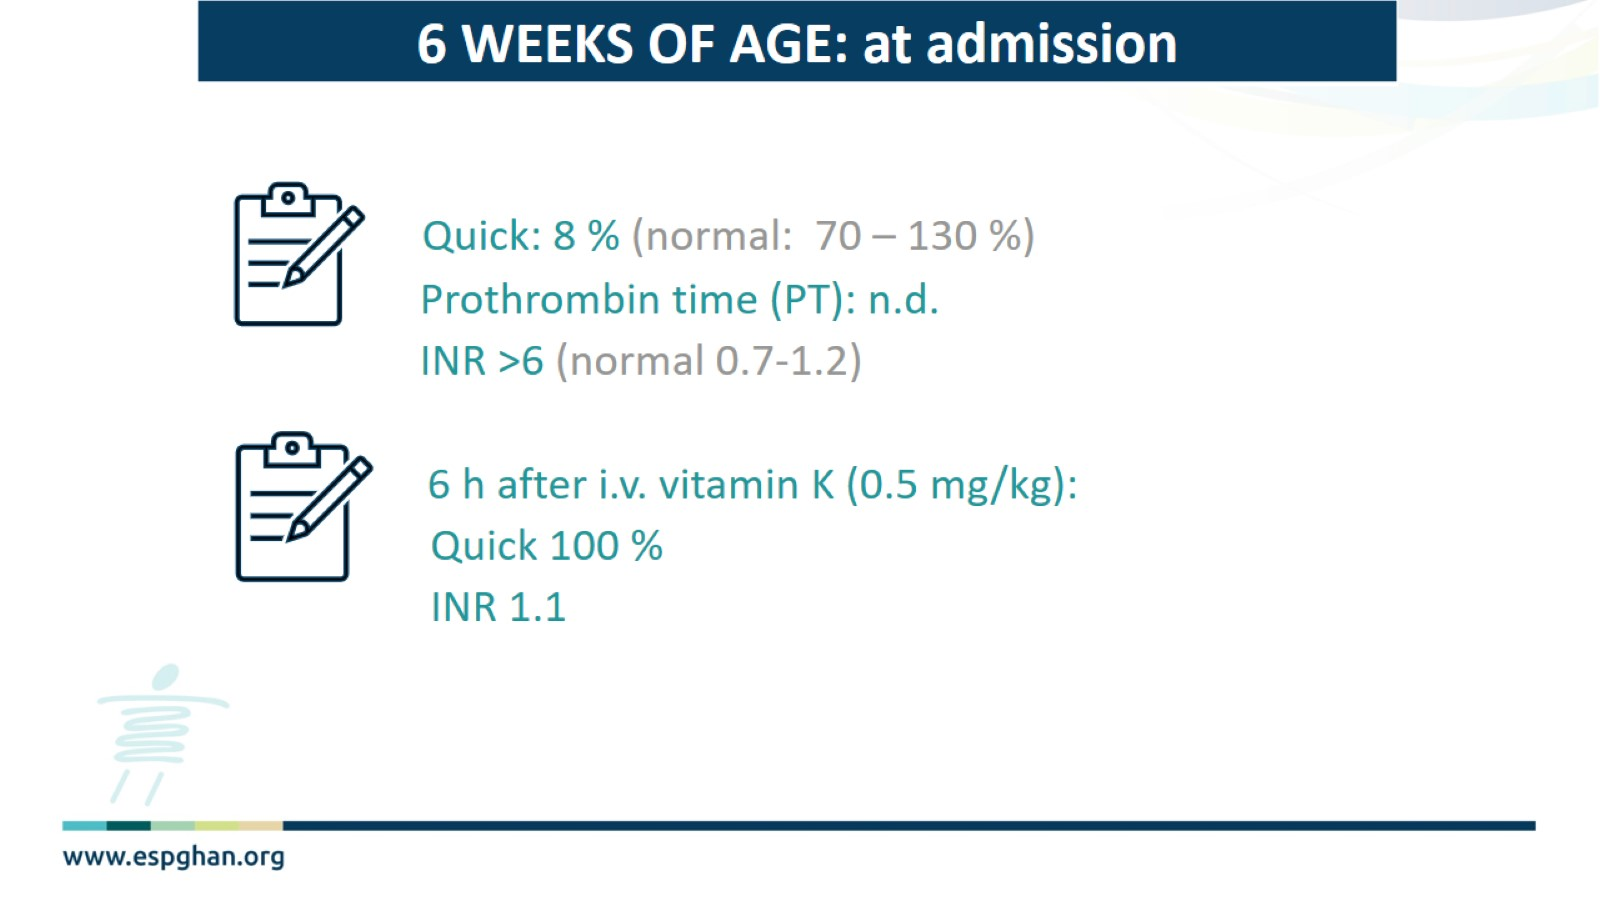 6 WEEKS OF AGE: at admission
Quick: 8 % (normal: 70 – 130 %)
Prothrombin time (PT): n.d.
INR >6 (normal 0.7-1.2)
6 h after i.v. vitamin K (0.5 mg/kg):
Quick 100 %
INR 1.1
www.espghan.org